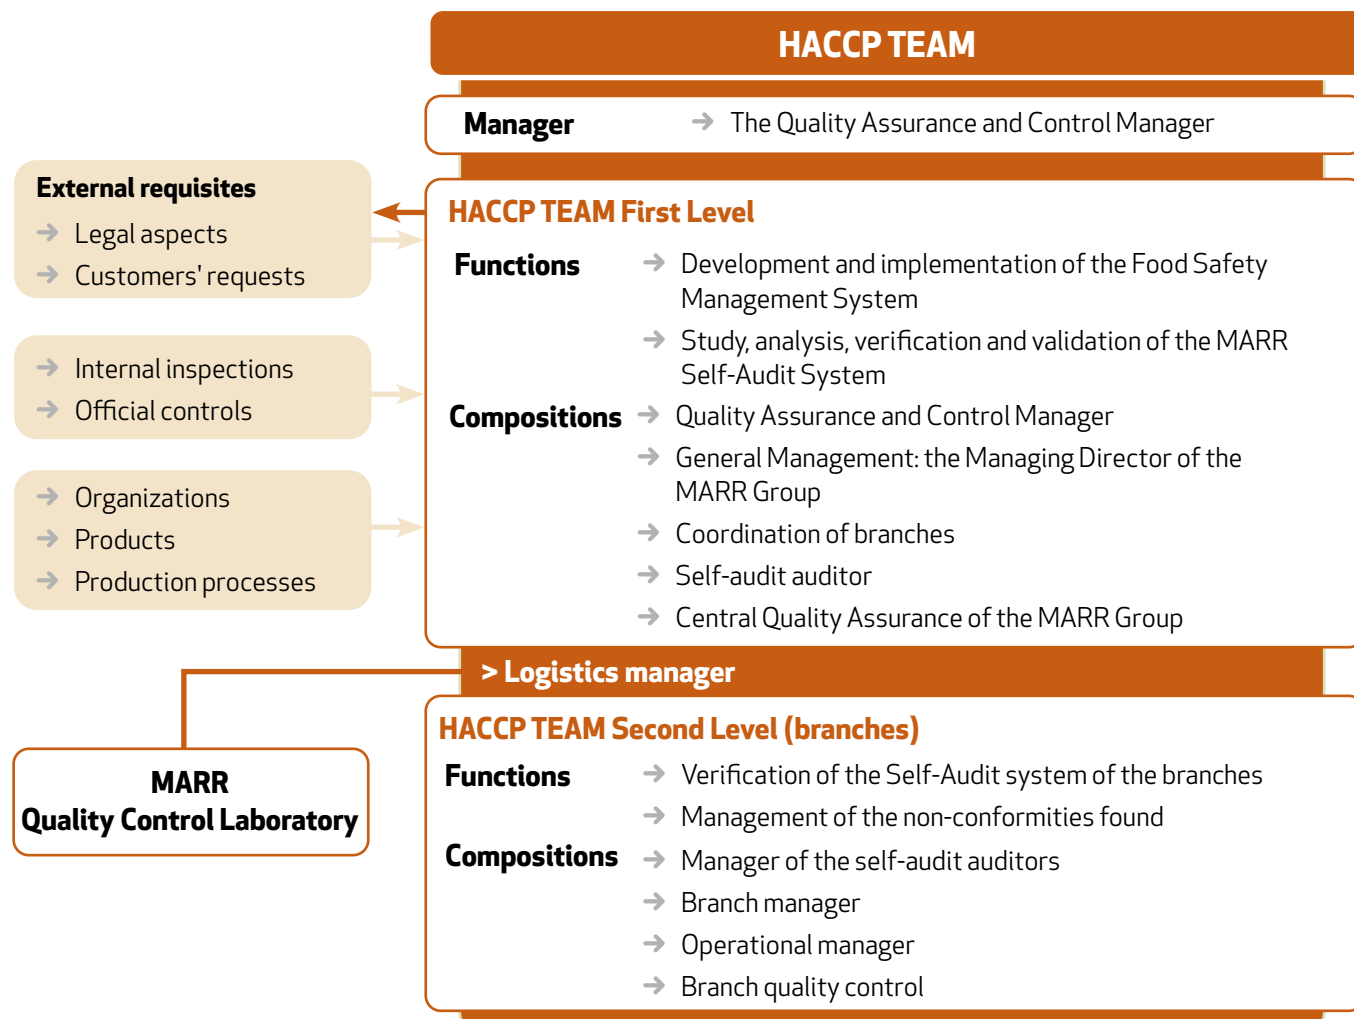 HACCP TEAM
Manager → The Quality Assurance and Control Manager
External requisites
→ Legal aspects
→ Customers' requests
→ Internal inspections
→ Official controls
→ Organizations
→ Products
→ Production processes
HACCP TEAM First Level
Functions → Development and implementation of the Food Safety
Management System
→ Study, analysis, verification and validation of the MARR
Self-Audit System
Compositions → Quality Assurance and Control Manager
→ General Management: the Managing Director of the
MARR Group
→ Coordination of branches
→ Self-audit auditor
→ Central Quality Assurance of the MARR Group
> Logistics manager
MARR
Quality Control Laboratory
HACCP TEAM Second Level (branches)
Functions → Verification of the Self-Audit system of the branches
→ Management of the non-conformities found
Compositions → Manager of the self-audit auditors
→ Branch manager
→ Operational manager
→ Branch quality control